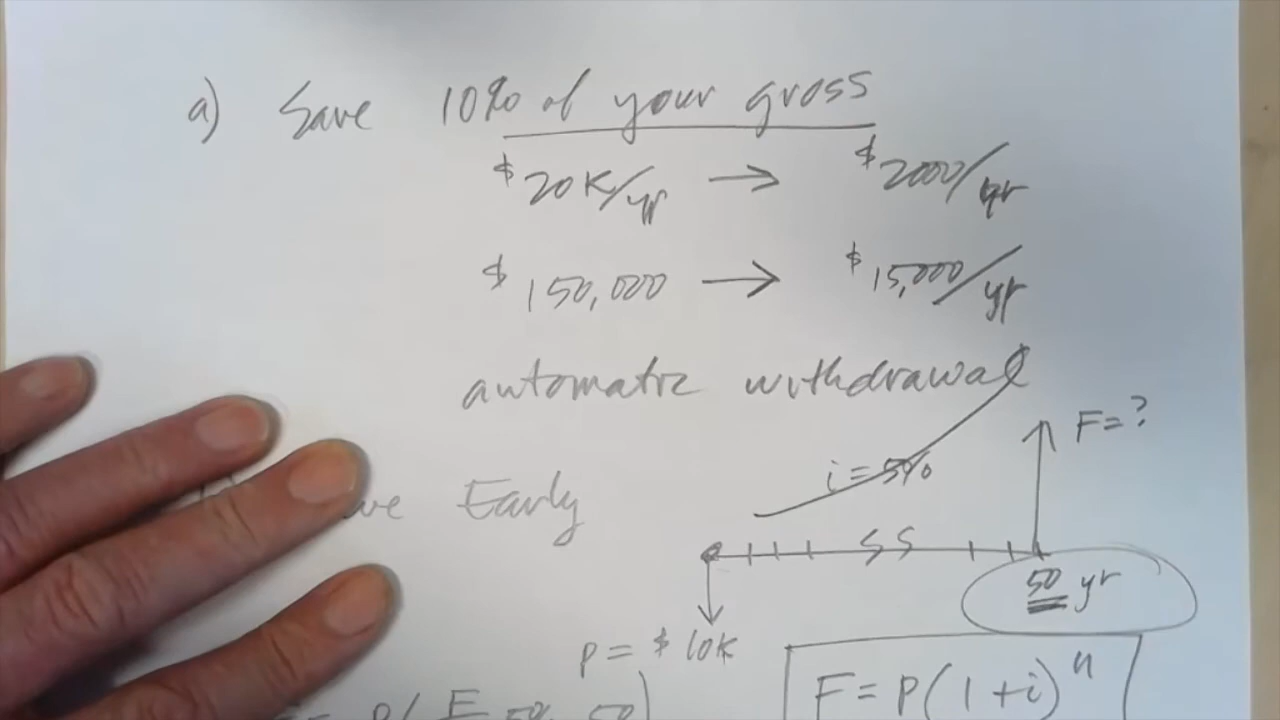 a) Save 10% of your gross
$20K/yr → $2000/yr
$150,000 → $15,000/yr
automatic withdrawal
F=?
i=5%
Early
50 yr
P = $10K
F=P(1+i)^n